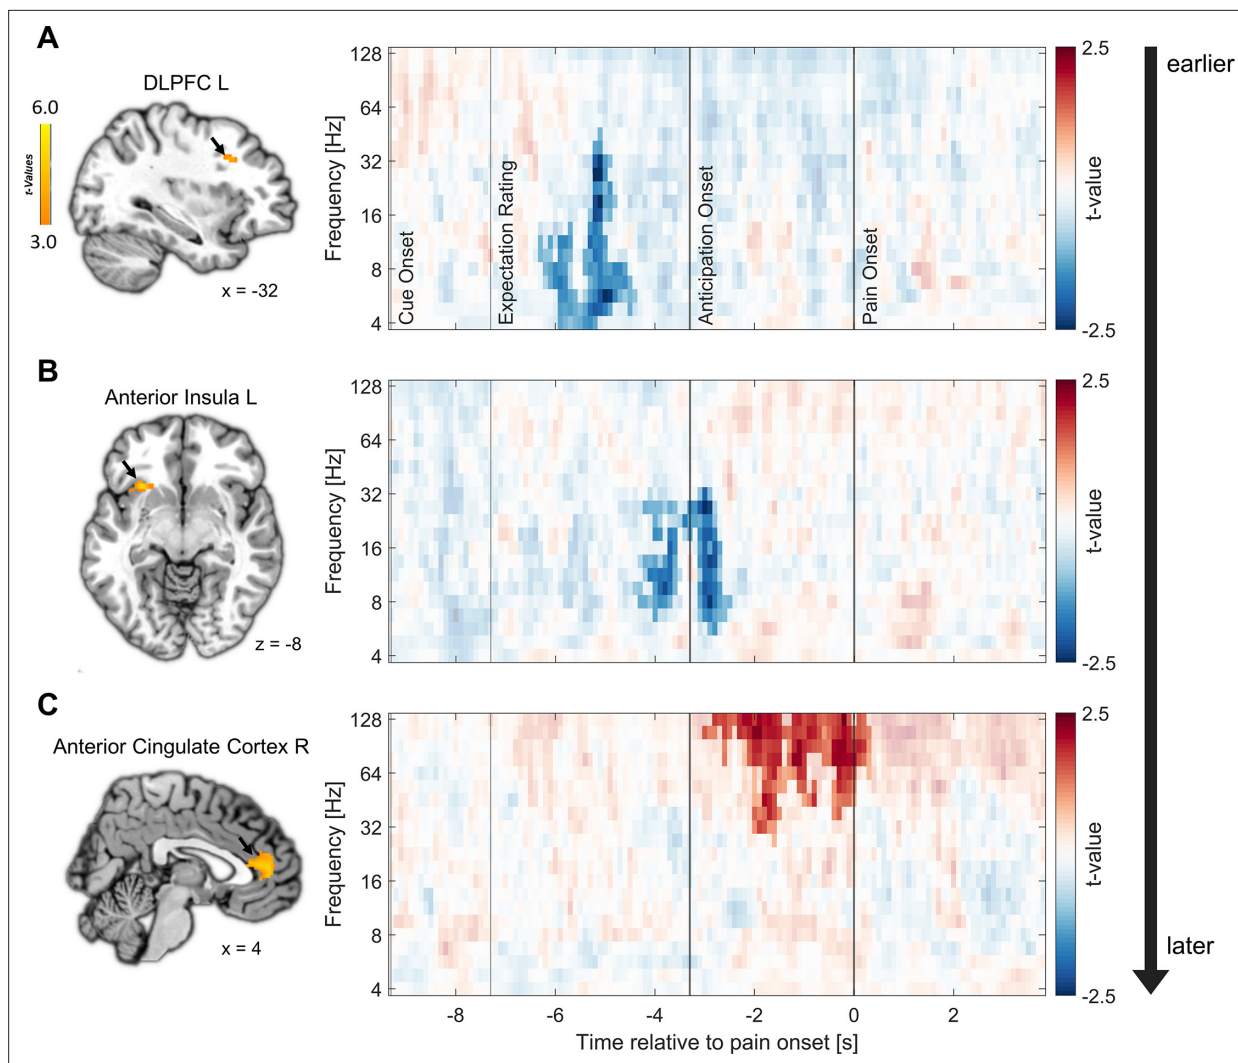 A
DLPFC L
6.0
t-Values
3.0
x = -32
Frequency [Hz]
128
64
32
16
8
4
Cue Onset
Expectation Rating
Anticipation Onset
Pain Onset
2.5
t-value
-2.5
earlier
B
Anterior Insula L
z = -8
Frequency [Hz]
128
64
32
16
8
4
2.5
t-value
-2.5
C
Anterior Cingulate Cortex R
x = 4
Frequency [Hz]
128
64
32
16
8
4
2.5
t-value
-2.5
later
-8 -6 -4 -2 0 2
Time relative to pain onset [s]